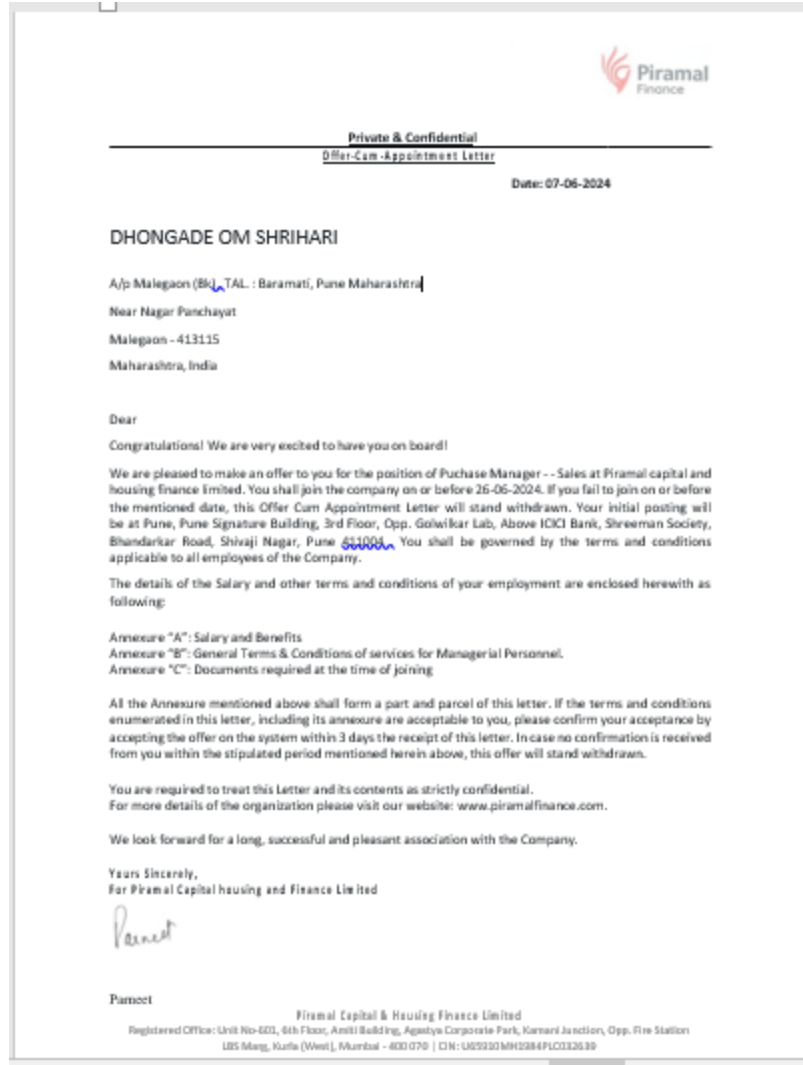 Piramal
Finance
Private & Confidential
Offer-Cum-Appointment Letter
Date: 07-06-2024
DHONGADE OM SHRIHARI
A/p Malegaon (Bk), TAL. : Baramati, Pune Maharashtra
Near Nagar Panchayat
Malegaon - 413115
Maharashtra, India
Dear
Congratulations! We are very excited to have you on board!
We are pleased to make an offer to you for the position of Puchase Manager - - Sales at Piramal capital and
housing finance limited. You shall join the company on or before 26-06-2024. If you fail to join on or before
the mentioned date, this Offer Cum Appointment Letter will stand withdrawn. Your initial posting will
be at Pune, Pune Signature Building, 3rd Floor, Opp. Golwilkar Lab, Above ICICI Bank, Shreeman Society,
Bhandarkar Road, Shivaji Nagar, Pune 411004. You shall be governed by the terms and conditions
applicable to all employees of the Company.
The details of the Salary and other terms and conditions of your employment are enclosed herewith as
following:
Annexure "A": Salary and Benefits
Annexure "B": General Terms & Conditions of services for Managerial Personnel.
Annexure "C": Documents required at the time of joining
All the Annexure mentioned above shall form a part and parcel of this letter. If the terms and conditions
enumerated in this letter, including its annexure are acceptable to you, please confirm your acceptance by
accepting the offer on the system within 3 days the receipt of this letter. In case no confirmation is received
from you within the stipulated period mentioned herein above, this offer will stand withdrawn.
You are required to treat this Letter and its contents as strictly confidential.
For more details of the organization please visit our website: www.piramalfinance.com.
We look forward for a long, successful and pleasant association with the Company.
Yours Sincerely,
For Piramal Capital housing and Finance Limited
Parneet
Parneet
Piramal Capital & Housing Finance Limited
Registered Office: Unit No-601, 6th Floor, Amiti Building, Agastya Corporate Park, Kamani Junction, Opp. Fire Station
LBS Marg, Kurla (West), Mumbai - 400070 | CIN: U65910MH1984PLC032639